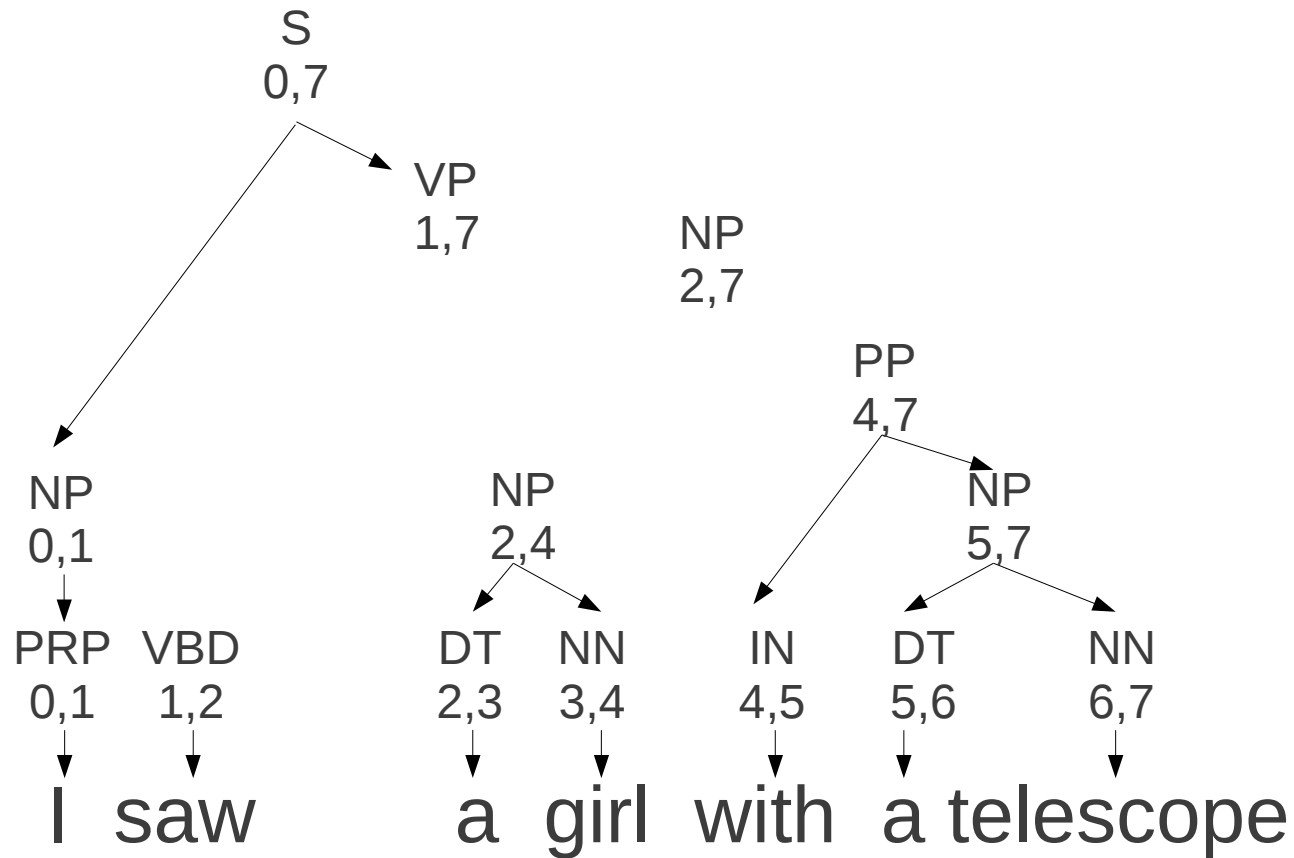 S
0,7
VP
1,7
NP
2,7
PP
4,7
NP NP NP
0,1 2,4 5,7
PRP VBD DT NN IN DT NN
0,1 1,2 2,3 3,4 4,5 5,6 6,7
I saw a girl with a telescope